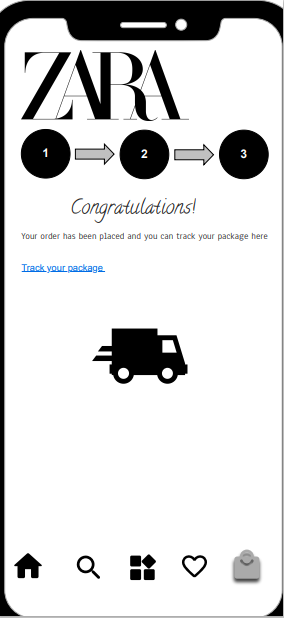 ZARA
1 2 3
Congratulations!
Your order has been placed and you can track your package here
Track your package